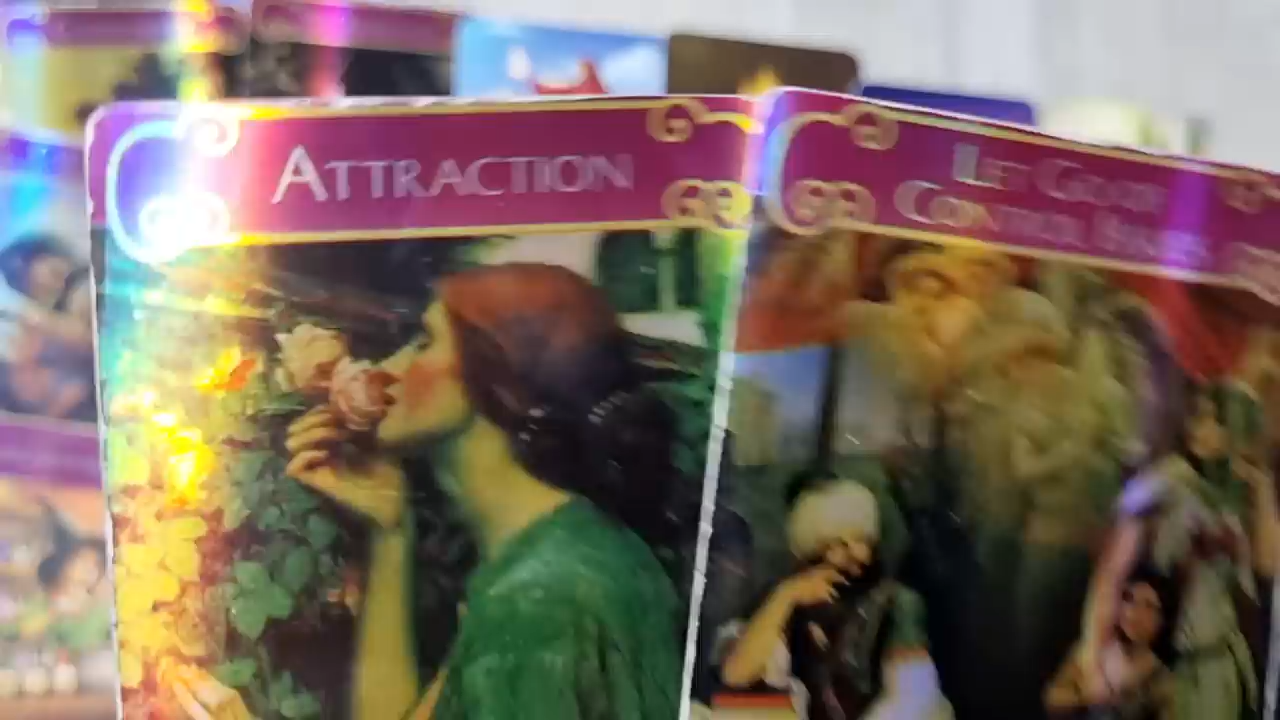 ATTRACTION
LET GO OF
CONTROL ISSUES